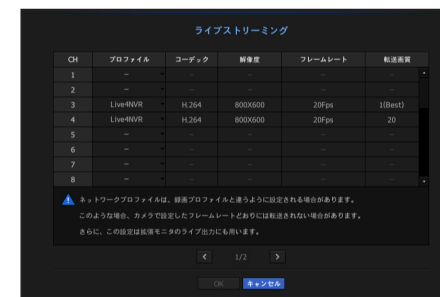 ライブストリーミング
CH プロファイル コーデック 解像度 フレームレート 転送画質
1 – – – – –
2 – – – – –
3 Live4NVR H.264 800X600 20Fps 1(Best)
4 Live4NVR H.264 800X600 20Fps 20
5 – – – – –
6 – – – – –
7 – – – – –
8 – – – – –
ネットワークプロファイルは、録画プロファイルと違うように設定される場合があります。
このような場合、カメラで設定したフレームレートどおりには転送されない場合があります。
さらに、この設定は拡張モニタのライブ出力にも用います。
< 1/2 >
OK キャンセル